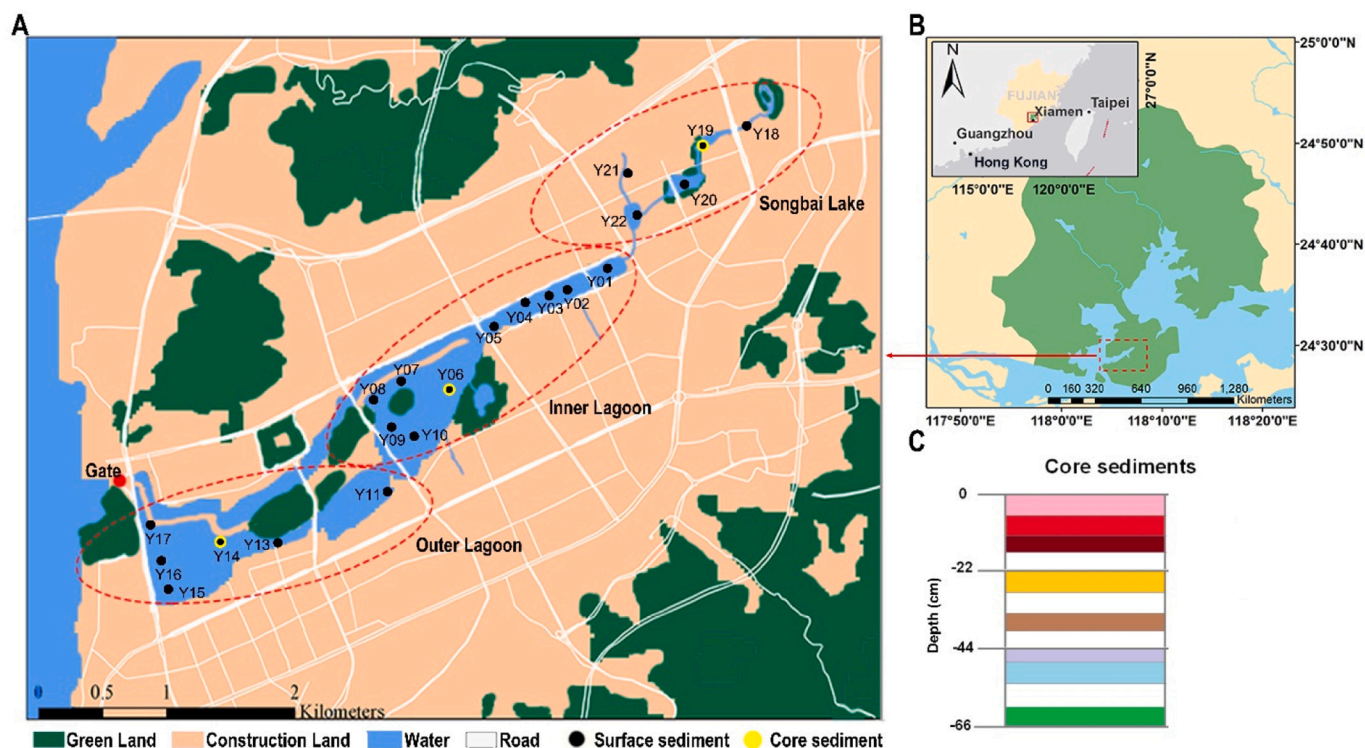 A
Y19
Y18
Y21
Y20
Y22
Songbai Lake
Y01
Y02
Y03
Y04
Y05
Y07
Y06
Y08
Inner Lagoon
Y09
Y10
Gate
Y11
Outer Lagoon
Y17
Y14
Y13
Y16
Y15
0 0.5 1 2
Kilometers
Green Land Construction Land Water Road Surface sediment Core sediment
B
N
FUJIAN
Taipei
Xiamen
Guangzhou
Hong Kong
115°0'0"E 120°0'0"E
27°0'0"N
25°0'0"N
24°50'0"N
24°40'0"N
24°30'0"N
0 160 320 640 960 1,280
Kilometers
117°50'0"E 118°0'0"E 118°10'0"E 118°20'0"E
C
Core sediments
0
-22
-44
-66
Depth (cm)